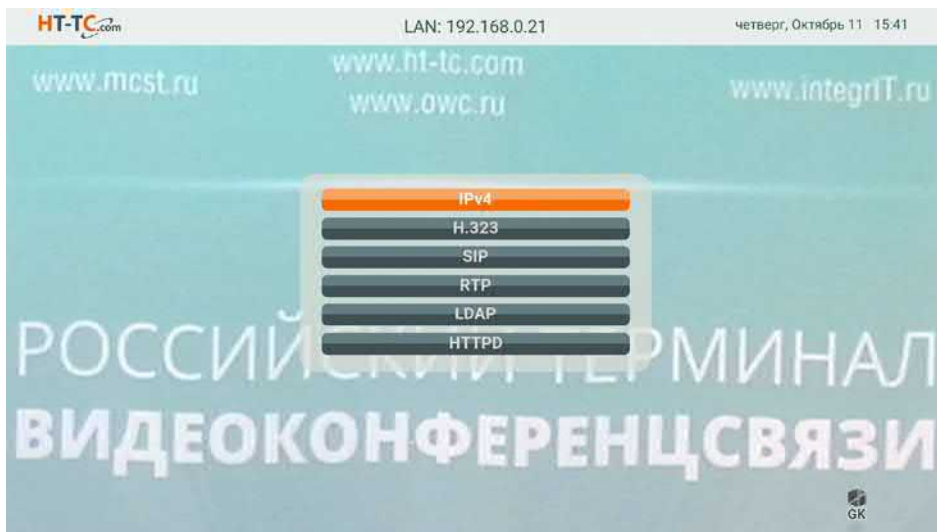 HT-TC.com
LAN: 192.168.0.21
четверг, Октябрь 11 15:41
www.mcst.ru
www.ht-tc.com
www.owc.ru
www.integrIT.ru
IPv4
H.323
SIP
RTP
LDAP
HTTPD
РОССИЙСКИЙ ТЕРМИНАЛ
ВИДЕОКОНФЕРЕНЦСВЯЗИ
GK